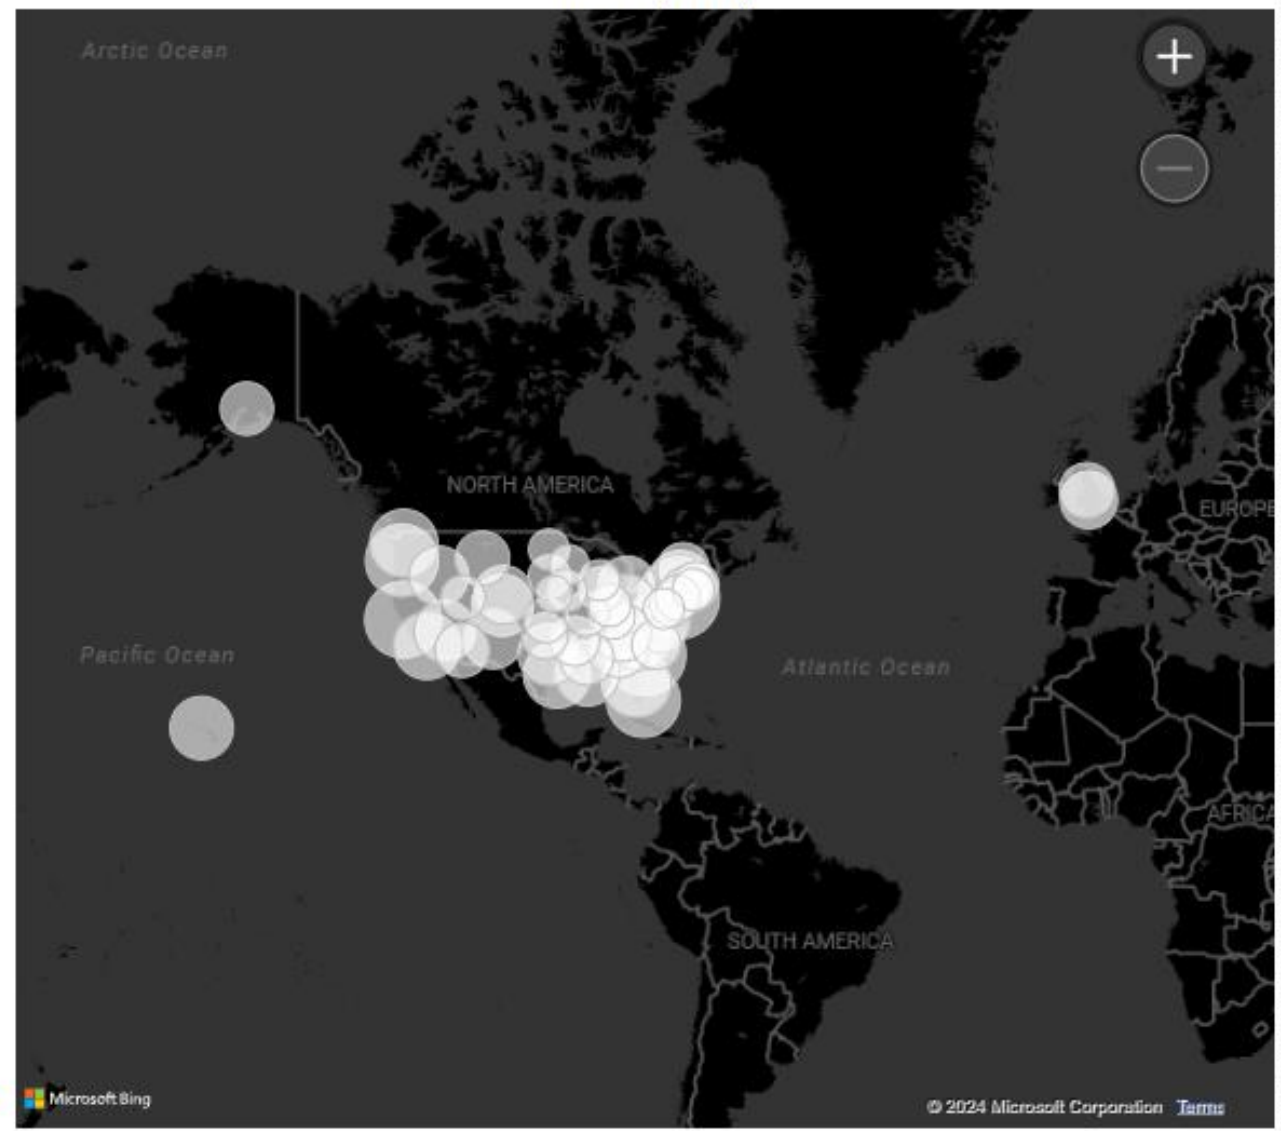 Arctic Ocean
NORTH AMERICA
EUROPE
Pacific Ocean
Atlantic Ocean
AFRICA
SOUTH AMERICA
Microsoft Bing
© 2024 Microsoft Corporation Terms